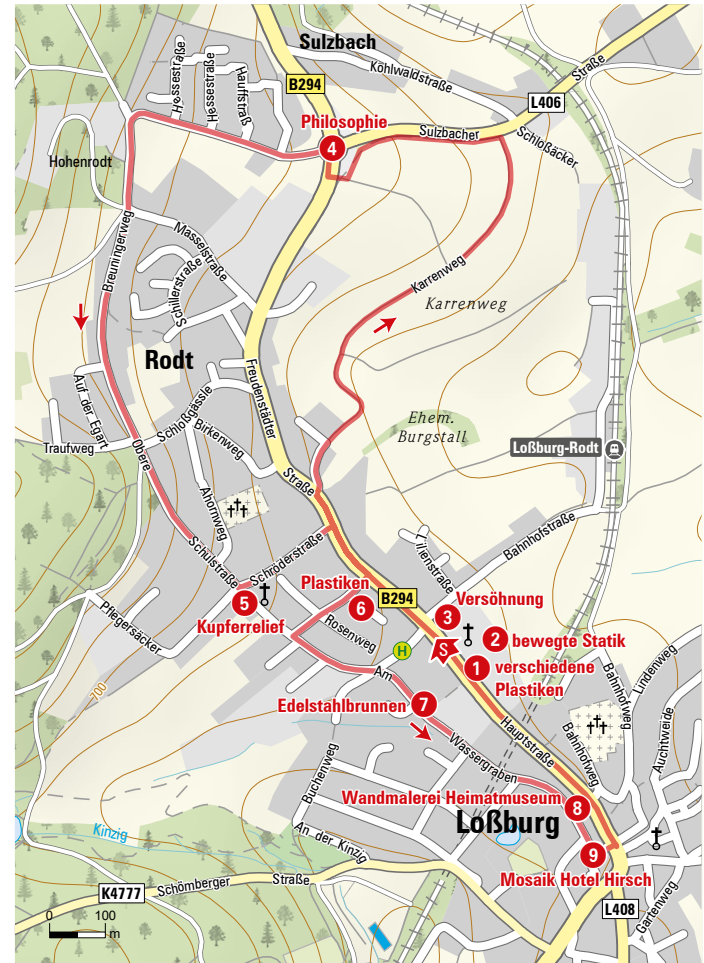 Sulzbach
Köhlwaldstraße
Straße
B294
L406
Hessestraße
Hessestraße
Hauffstraß
Philosophie
4
Sulzbacher
Schloßäcker
Hohenrodt
Breuningerweg
Masselstraße
Schillerstraße
Karrenweg
Karrenweg
Rodt
Freudenstädter
Auf der Egart
Schloßgässle
Ehem.
Burgstall
Traufweg
Birkenweg
Loßburg-Rodt
Obere
Straße
Ahornweg
Schulstraße
Schröderstraße
Lilienstraße
Bahnhofstraße
Plastiken
B294
Versöhnung
5
6
3
Kupferrelief
Pflegersäcker
Rosenweg
2
bewegte Statik
H
S
1
verschiedene
Plastiken
Lindenweg
Bahnhofweg
700
Am
Edelstahlbrunnen
7
Hauptstraße
Bahnhofweg
Auchtweide
Buchenweg
Wassergraben
Wandmalerei Heimatmuseum
8
Loßburg
Kinzig
An der Kinzig
9
Mosaik Hotel Hirsch
K4777
Schömberger
Straße
L408
Gartenweg
0
100
m